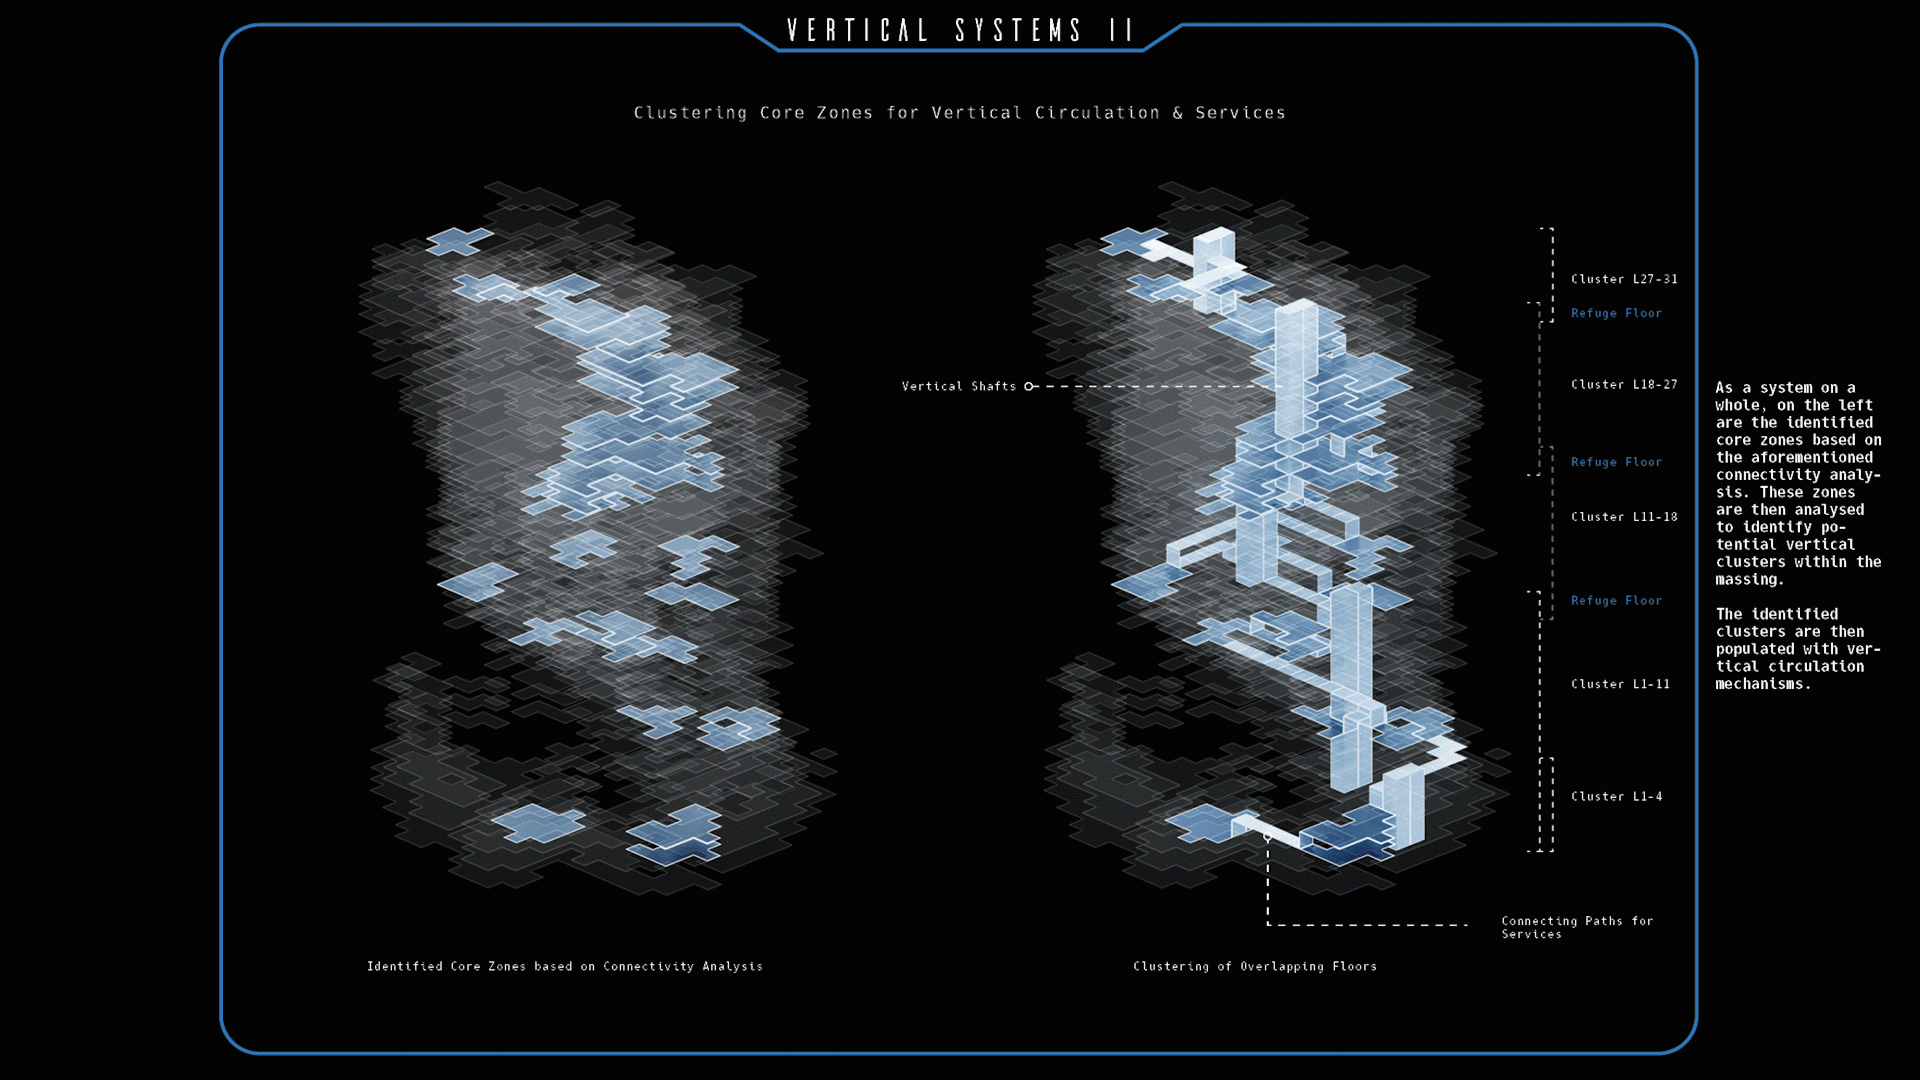 VERTICAL SYSTEMS II
Clustering Core Zones for Vertical Circulation & Services
Cluster L27-31
Refuge Floor
Vertical Shafts
Cluster L18-27
Refuge Floor
Cluster L11-18
Refuge Floor
Cluster L1-11
Cluster L1-4
Connecting Paths for
Services
Identified Core Zones based on Connectivity Analysis
Clustering of Overlapping Floors
As a system on a
whole, on the left
are the identified
core zones based on
the aforementioned
connectivity analy-
sis. These zones
are then analysed
to identify po-
tential vertical
clusters within the
massing.
The identified
clusters are then
populated with ver-
tical circulation
mechanisms.